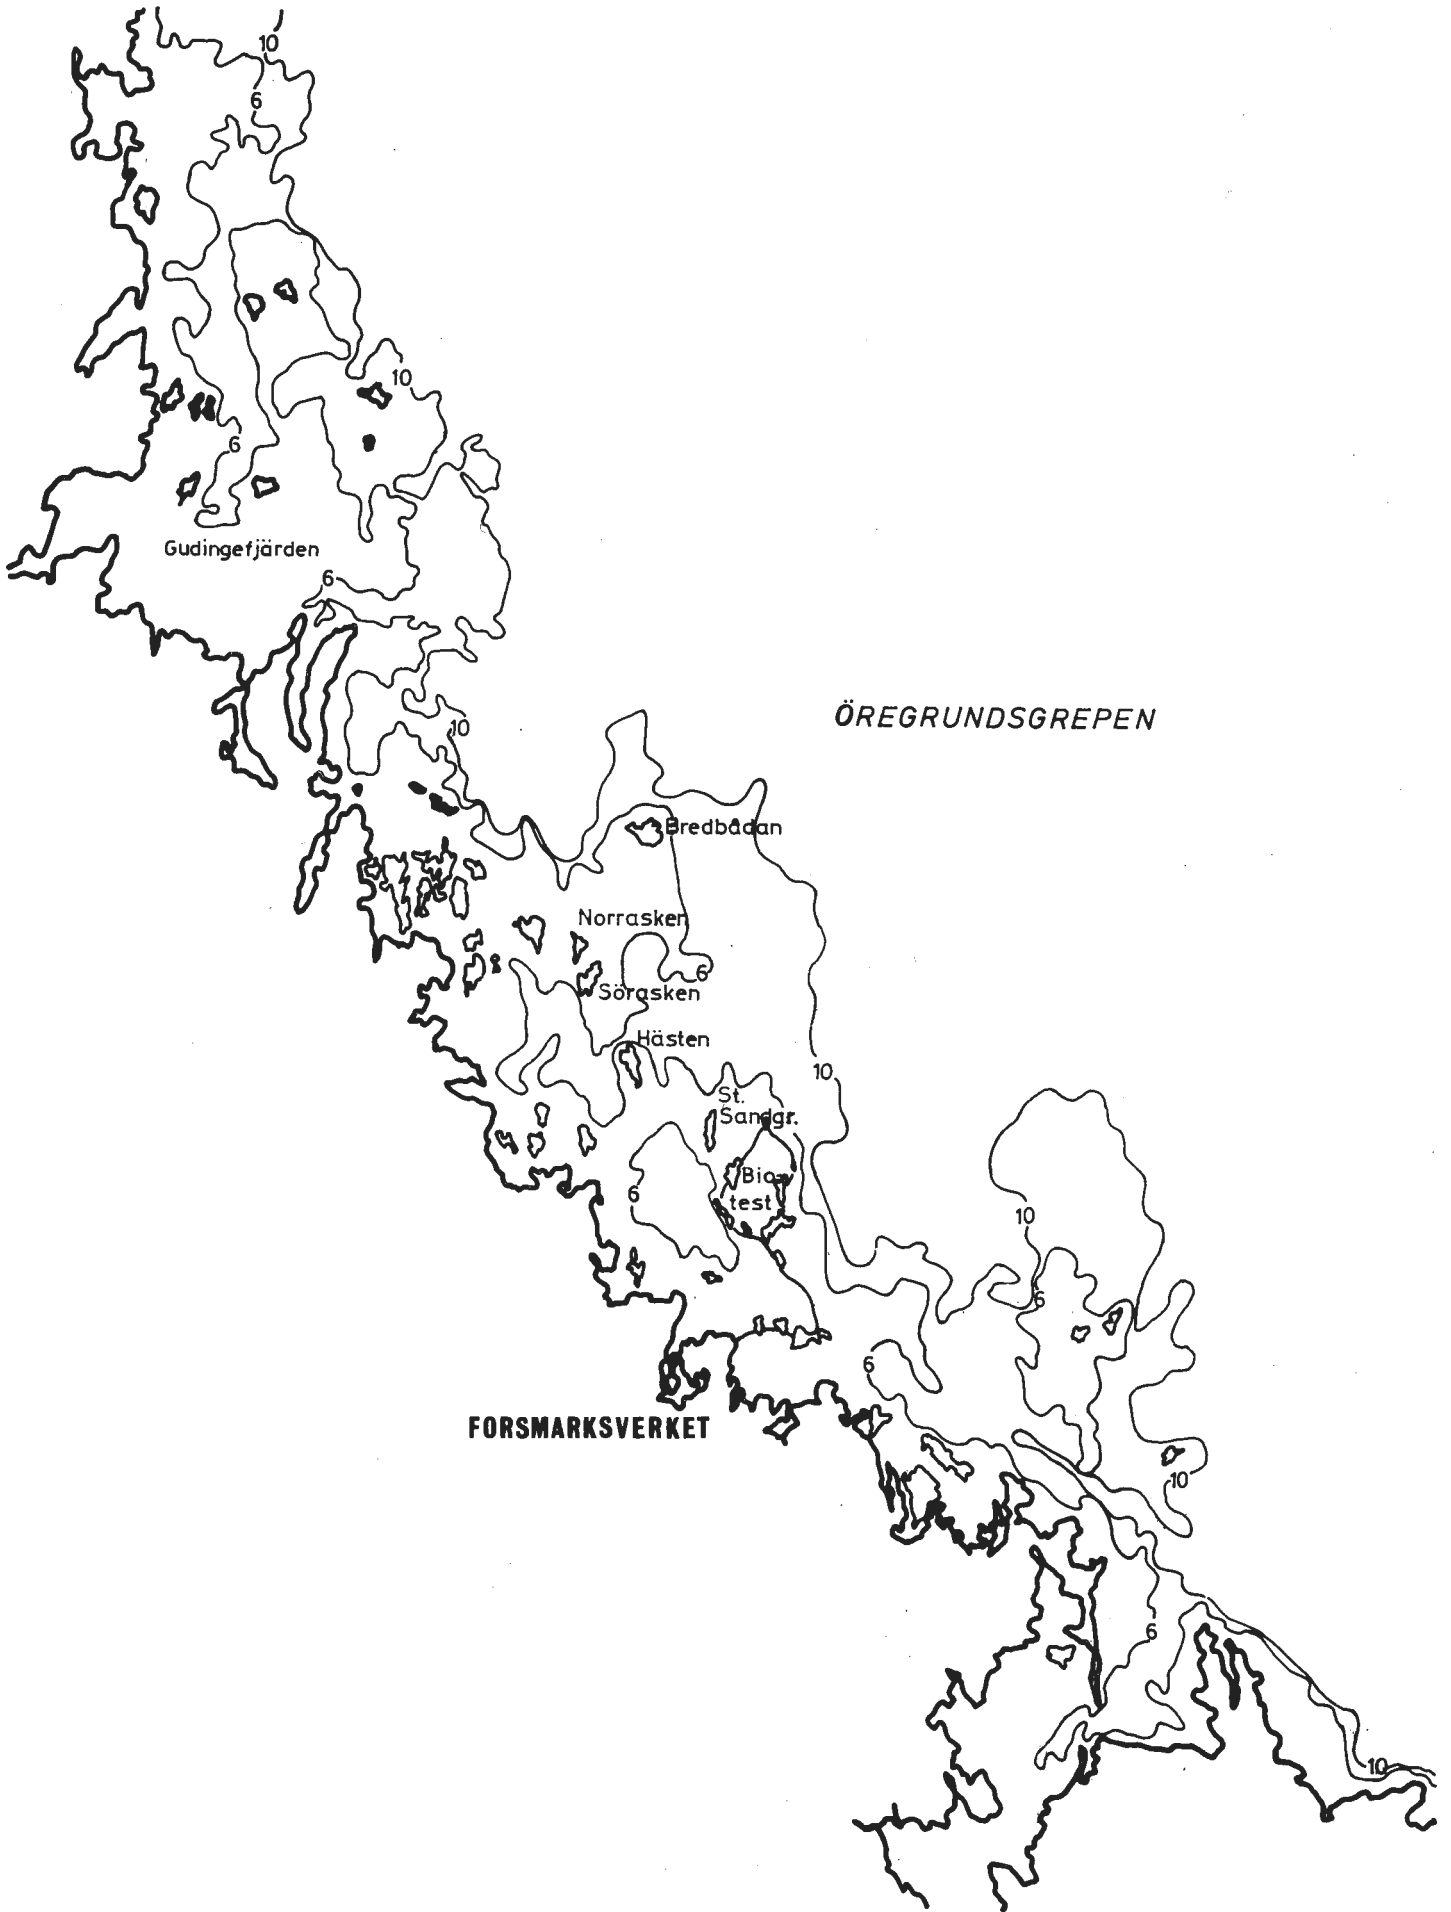 10
6
10
6
Gudingefjärden
6
ÖREGRUNDSGREPEN
10
Bredbådan
Norrasken
6
Sörasken
Hästen
10
St.
Sandgr.
Bio-
test
6
10
6
6
FORSMARKSVERKET
10
6
10